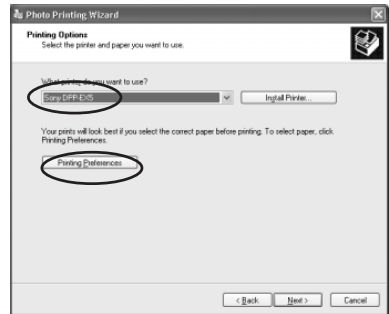 Photo Printing Wizard
Printing Options
Select the printer and paper you want to use.
What printer do you want to use?
Sony DPP-EX5
Install Printer...
Your prints will look best if you select the correct paper before printing. To select paper, click
Printing Preferences.
Printing Preferences
< Back
Next >
Cancel